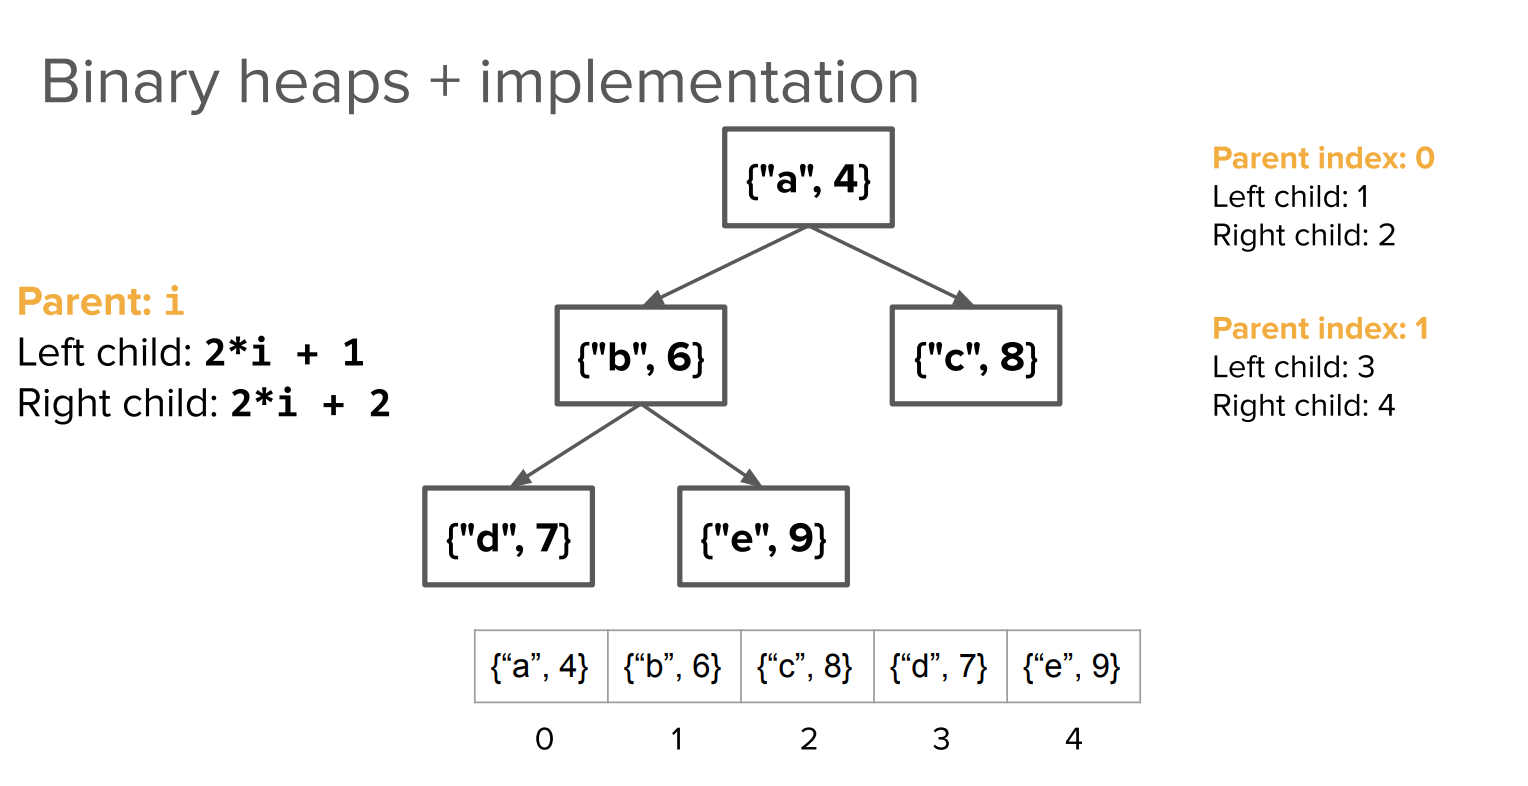 Binary heaps + implementation
{"a", 4}
Parent index: 0
Left child: 1
Right child: 2
Parent: i
Left child: 2*i + 1
Right child: 2*i + 2
{"b", 6}
{"c", 8}
Parent index: 1
Left child: 3
Right child: 4
{"d", 7}
{"e", 9}
{“a”, 4} {“b”, 6} {“c”, 8} {“d”, 7} {“e”, 9}
0 1 2 3 4